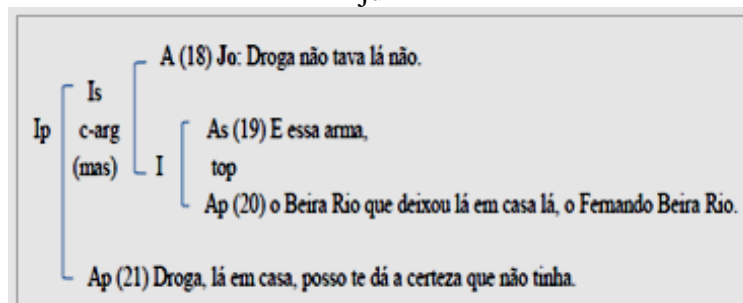 A (18) Jo: Droga não tava lá não.
Is
Ip c-arg As (19) E essa arma,
(mas) I top
Ap (20) o Beira Rio que deixou lá em casa lá, o Fernando Beira Rio.
Ap (21) Droga, lá em casa, posso te dá a certeza que não tinha.